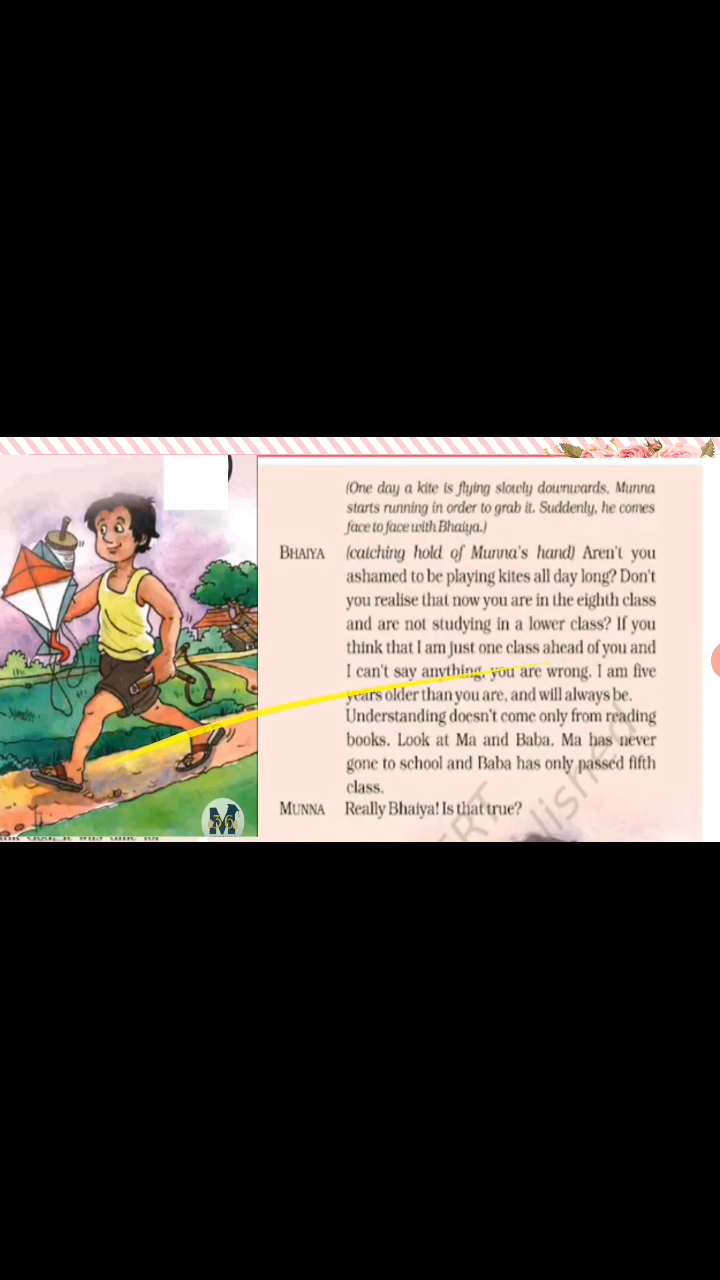 (One day a kite is flying slowly downwards, Munna
starts running in order to grab it. Suddenly, he comes
face to face with Bhaiya.)
BHAIYA (catching hold of Munna's hand) Aren't you
ashamed to be playing kites all day long? Don't
you realise that now you are in the eighth class
and are not studying in a lower class? If you
think that I am just one class ahead of you and
I can't say anything, you are wrong. I am five
years older than you are, and will always be.
Understanding doesn't come only from reading
books. Look at Ma and Baba. Ma has never
gone to school and Baba has only passed fifth
class.
MUNNA Really Bhaiya! Is that true?